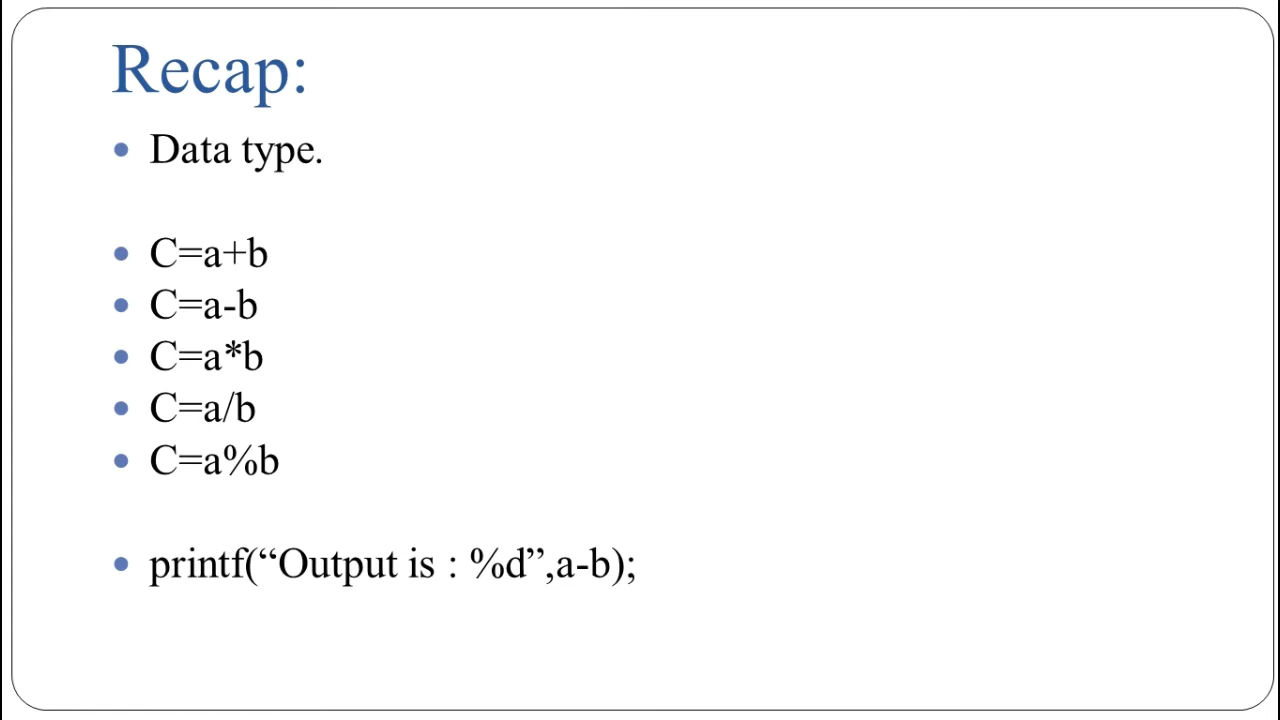 Recap:
• Data type.
• C=a+b
• C=a-b
• C=a*b
• C=a/b
• C=a%b
• printf(“Output is : %d”,a-b);